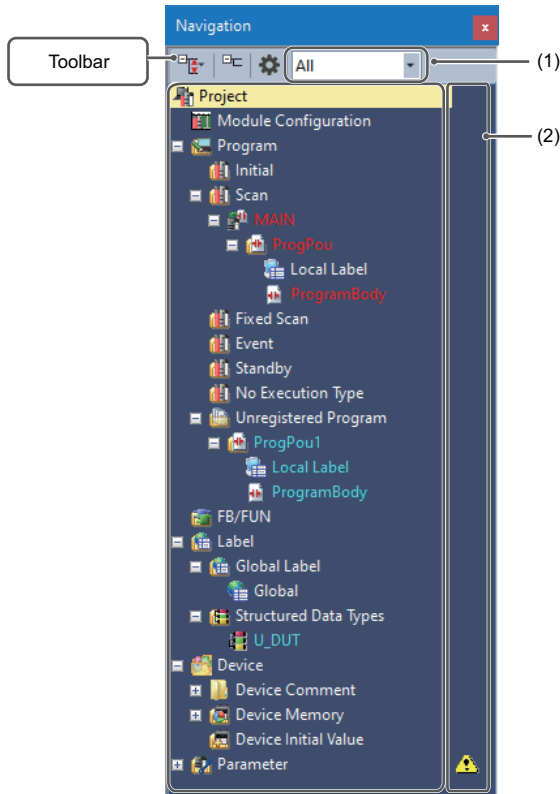 Navigation
x
Toolbar
All
(1)
Project
(2)
Module Configuration
Program
Initial
Scan
MAIN
ProgPou
Local Label
ProgramBody
Fixed Scan
Event
Standby
No Execution Type
Unregistered Program
ProgPou1
Local Label
ProgramBody
FB/FUN
Label
Global Label
Global
Structured Data Types
U_DUT
Device
Device Comment
Device Memory
Device Initial Value
Parameter